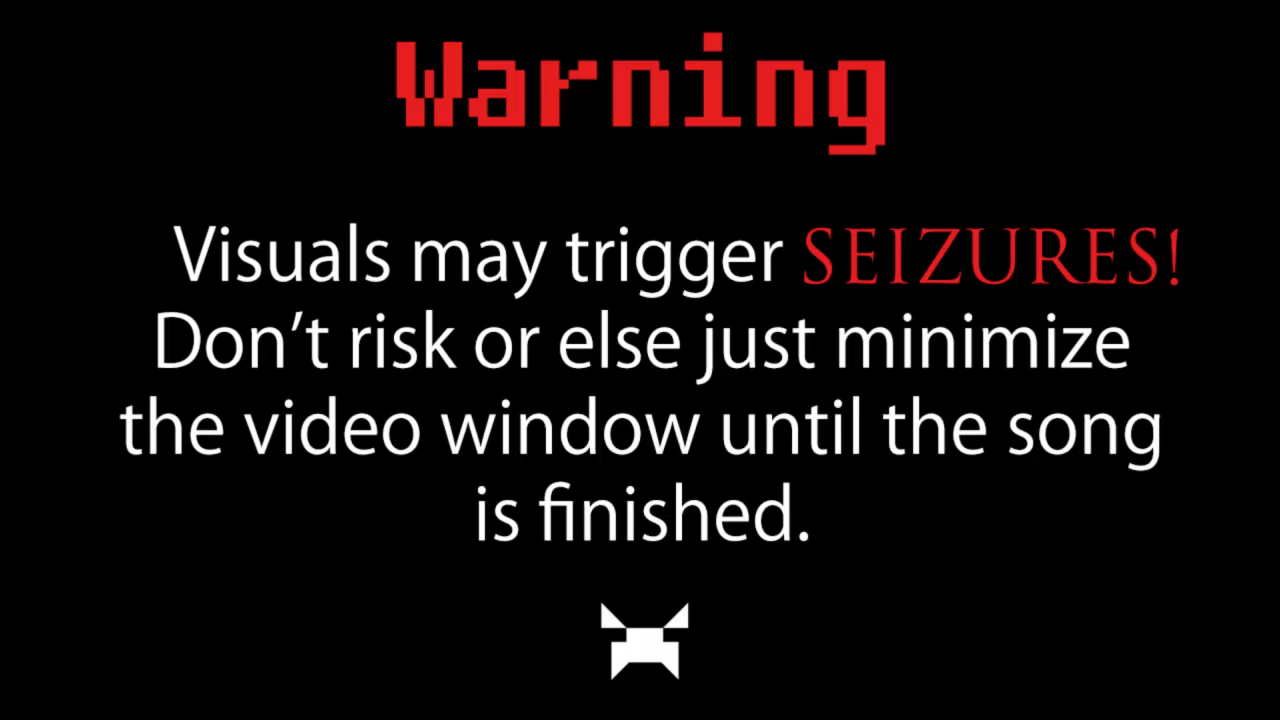 Warning
Visuals may trigger SEIZURES!
Don’t risk or else just minimize
the video window until the song
is finished.